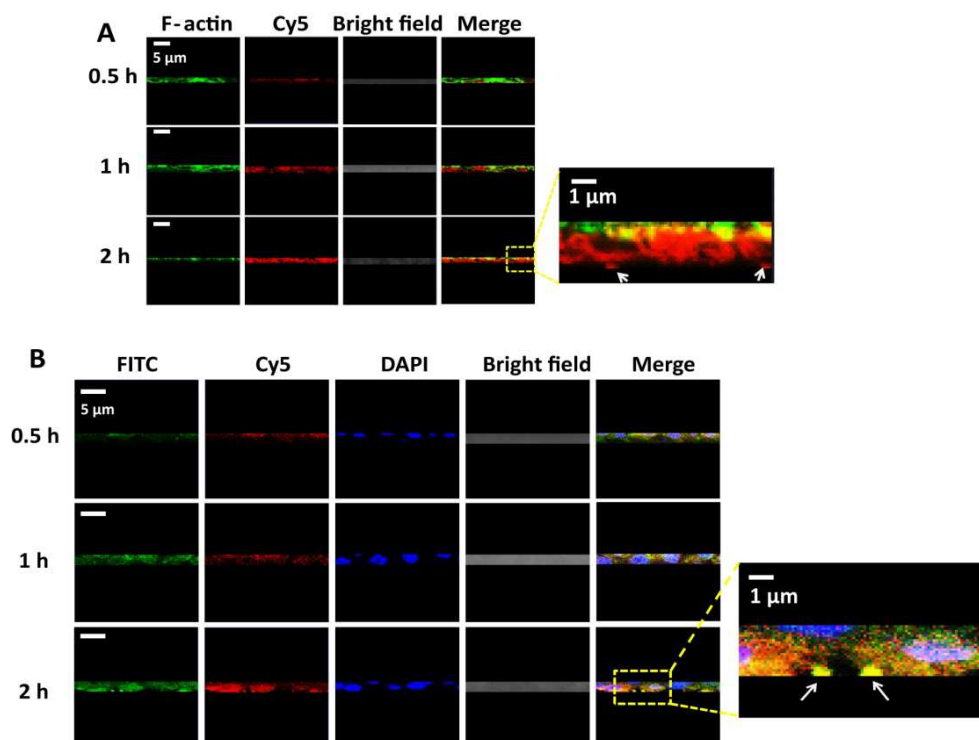 A
F-actin Cy5 Bright field Merge
5 µm
0.5 h
1 h
1 µm
2 h
B
FITC Cy5 DAPI Bright field Merge
5 µm
0.5 h
1 h
1 µm
2 h